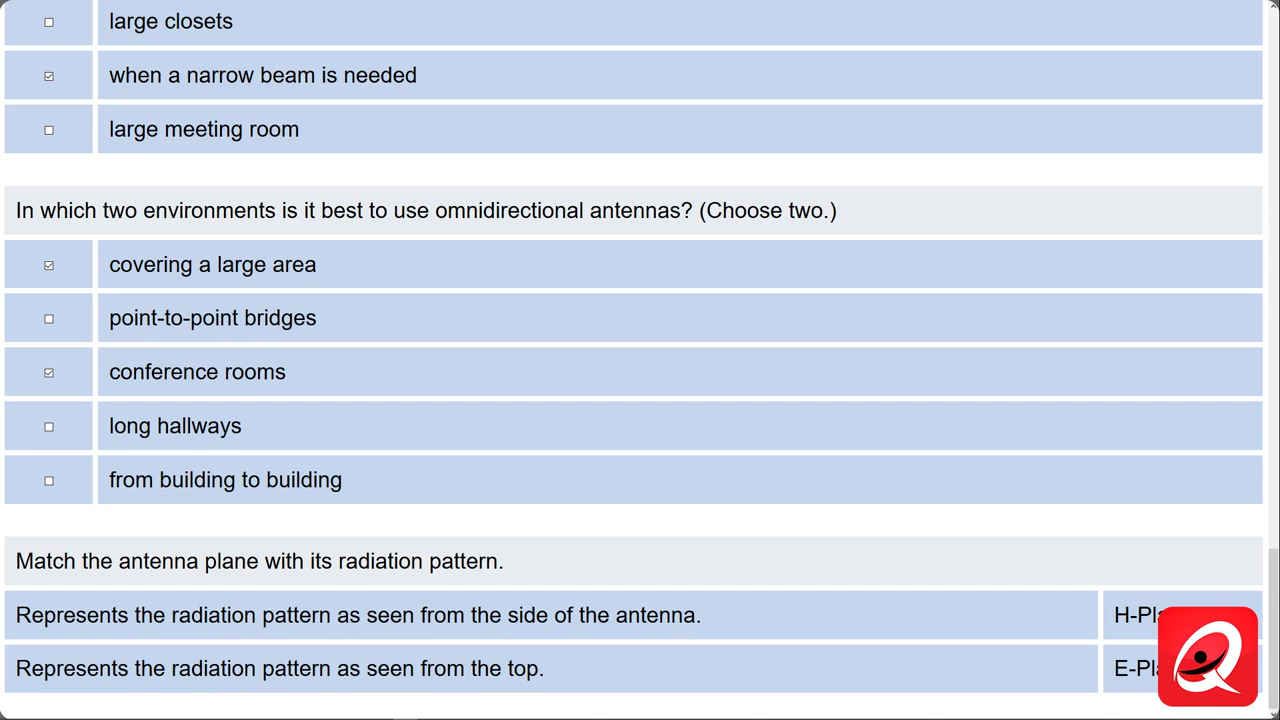 large closets
when a narrow beam is needed
large meeting room
In which two environments is it best to use omnidirectional antennas? (Choose two.)
covering a large area
point-to-point bridges
conference rooms
long hallways
from building to building
Match the antenna plane with its radiation pattern.
Represents the radiation pattern as seen from the side of the antenna. H-Pla
Represents the radiation pattern as seen from the top. E-Pla